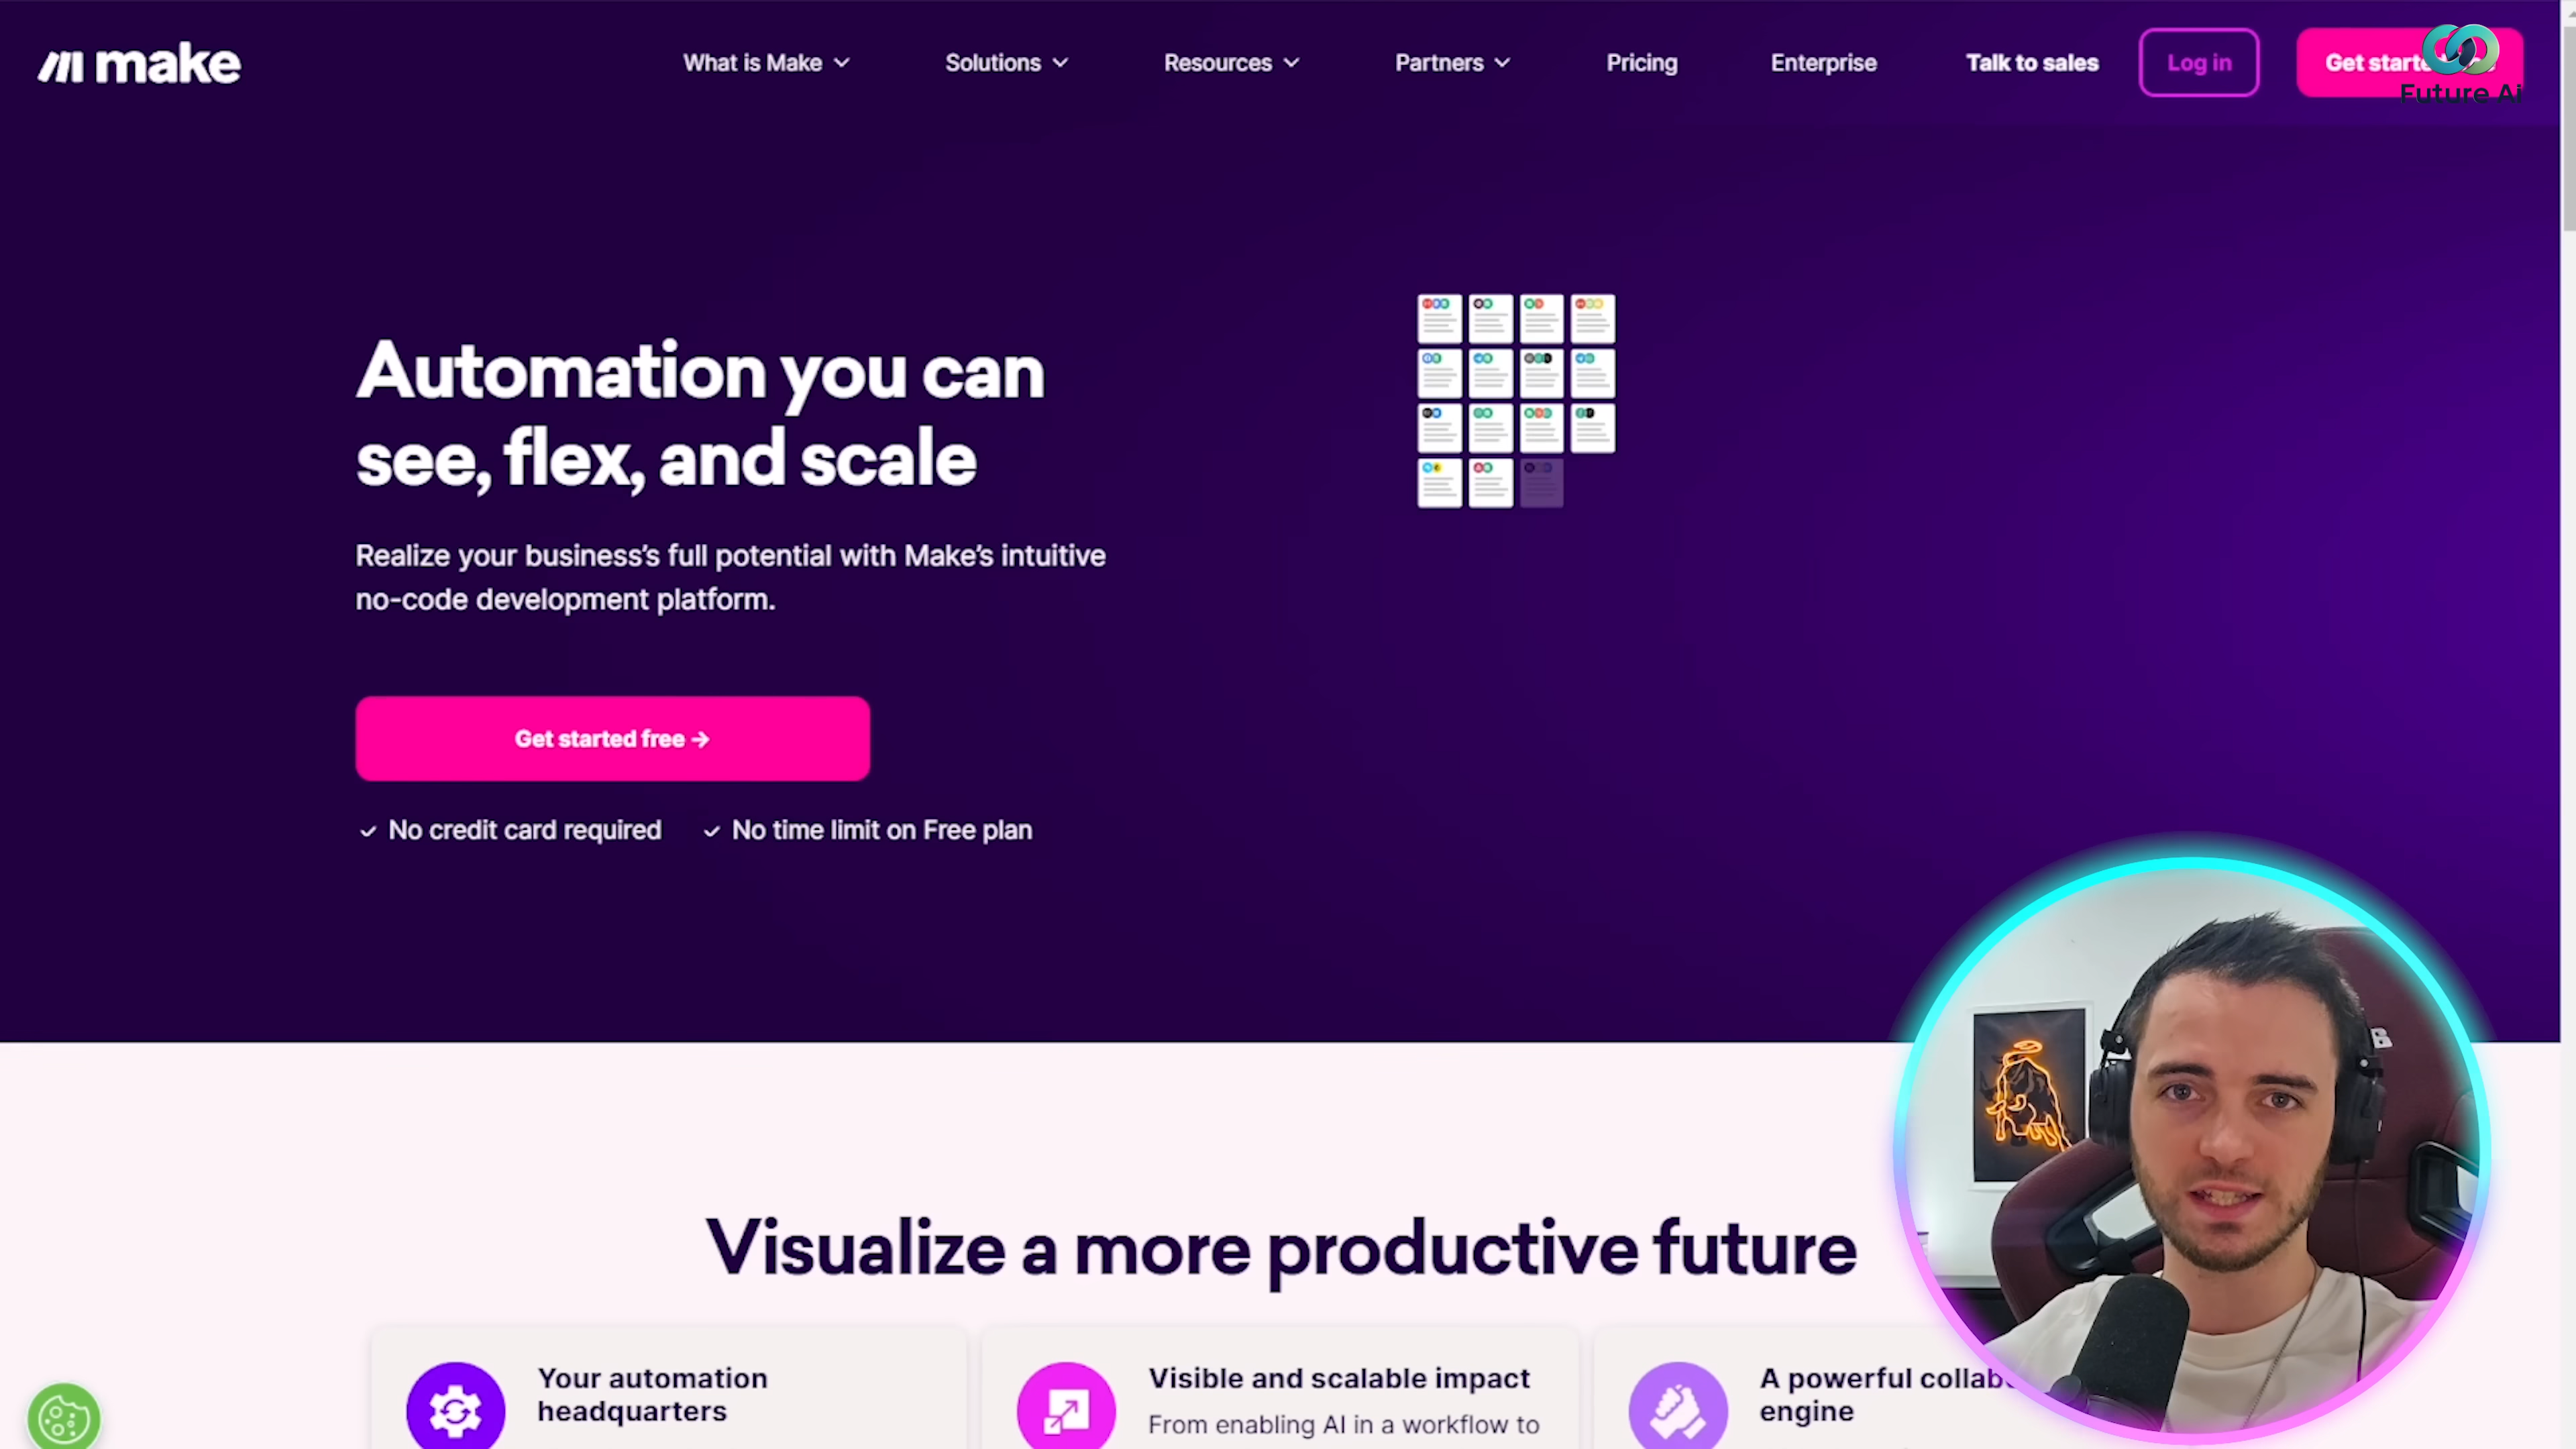 make
What is Make
Solutions
Resources
Partners
Pricing
Enterprise
Talk to sales
Log in
Get started
Future Ai
Automation you can
see, flex, and scale
Realize your business's full potential with Make's intuitive
no-code development platform.
Get started free →
No credit card required
No time limit on Free plan
Visualize a more productive future
Your automation
headquarters
Visible and scalable impact
From enabling AI in a workflow to
A powerful
engine